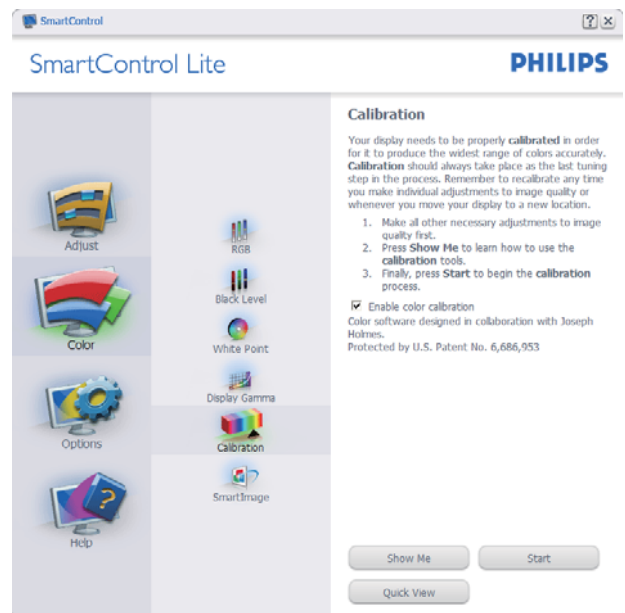 SmartControl
SmartControl Lite
PHILIPS
Adjust
Color
Options
Help
RGB
Black Level
White Point
Display Gamma
Calibration
SmartImage
Calibration
Your display needs to be properly calibrated in order
for it to produce the widest range of colors accurately.
Calibration should always take place as the last tuning
step in the process. Remember to recalibrate any time
you make individual adjustments to image quality or
whenever you move your display to a new location.
1. Make all other necessary adjustments to image
quality first.
2. Press Show Me to learn how to use the
calibration tools.
3. Finally, press Start to begin the calibration
process.
Enable color calibration
Color software designed in collaboration with Joseph
Holmes.
Protected by U.S. Patent No. 6,686,953
Show Me
Start
Quick View